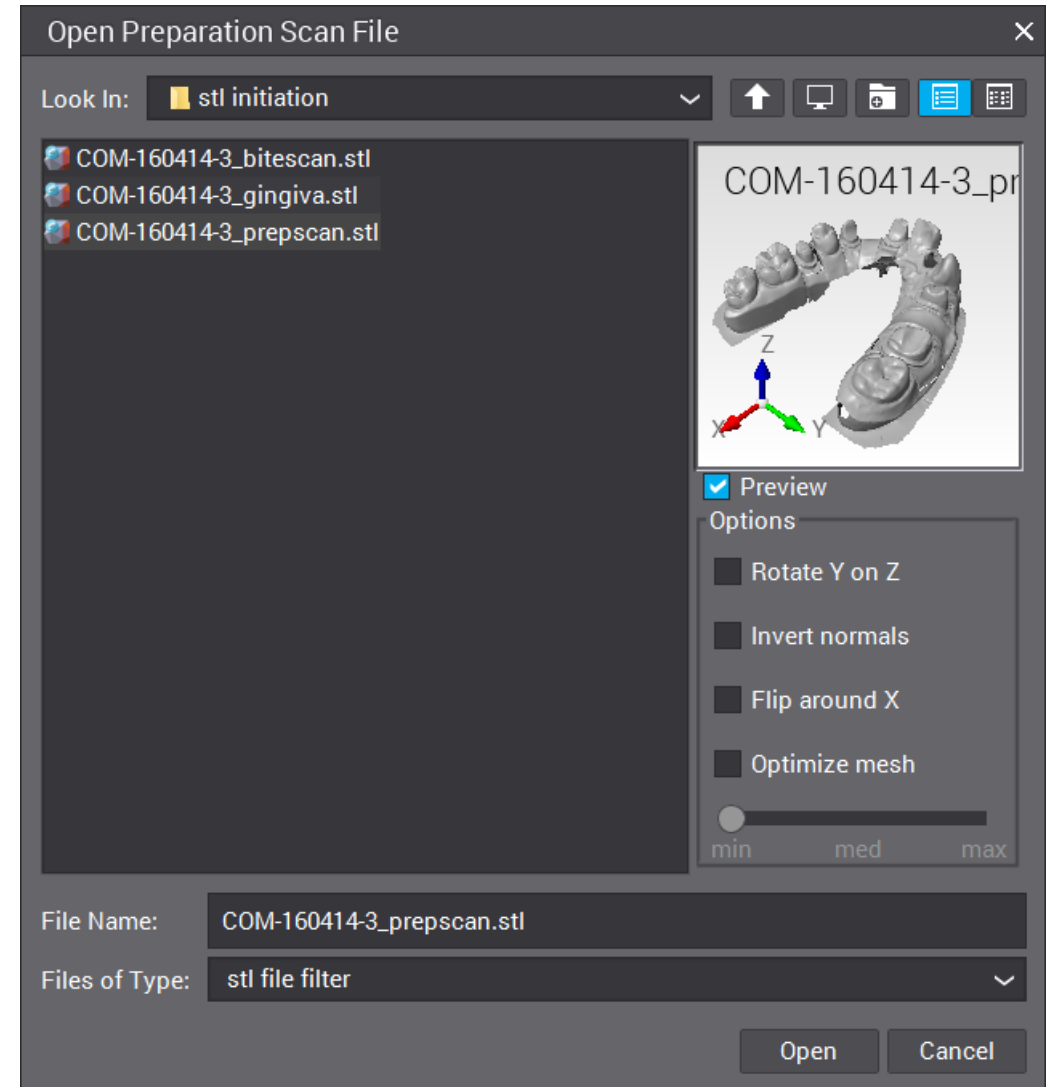 Open Preparation Scan File
Look In: stl initiation
COM-160414-3_bitescan.stl
COM-160414-3_gingiva.stl
COM-160414-3_prepscan.stl
COM-160414-3_pr
Z
X Y
Preview
Options
Rotate Y on Z
Invert normals
Flip around X
Optimize mesh
min med max
File Name: COM-160414-3_prepscan.stl
Files of Type: stl file filter
Open Cancel